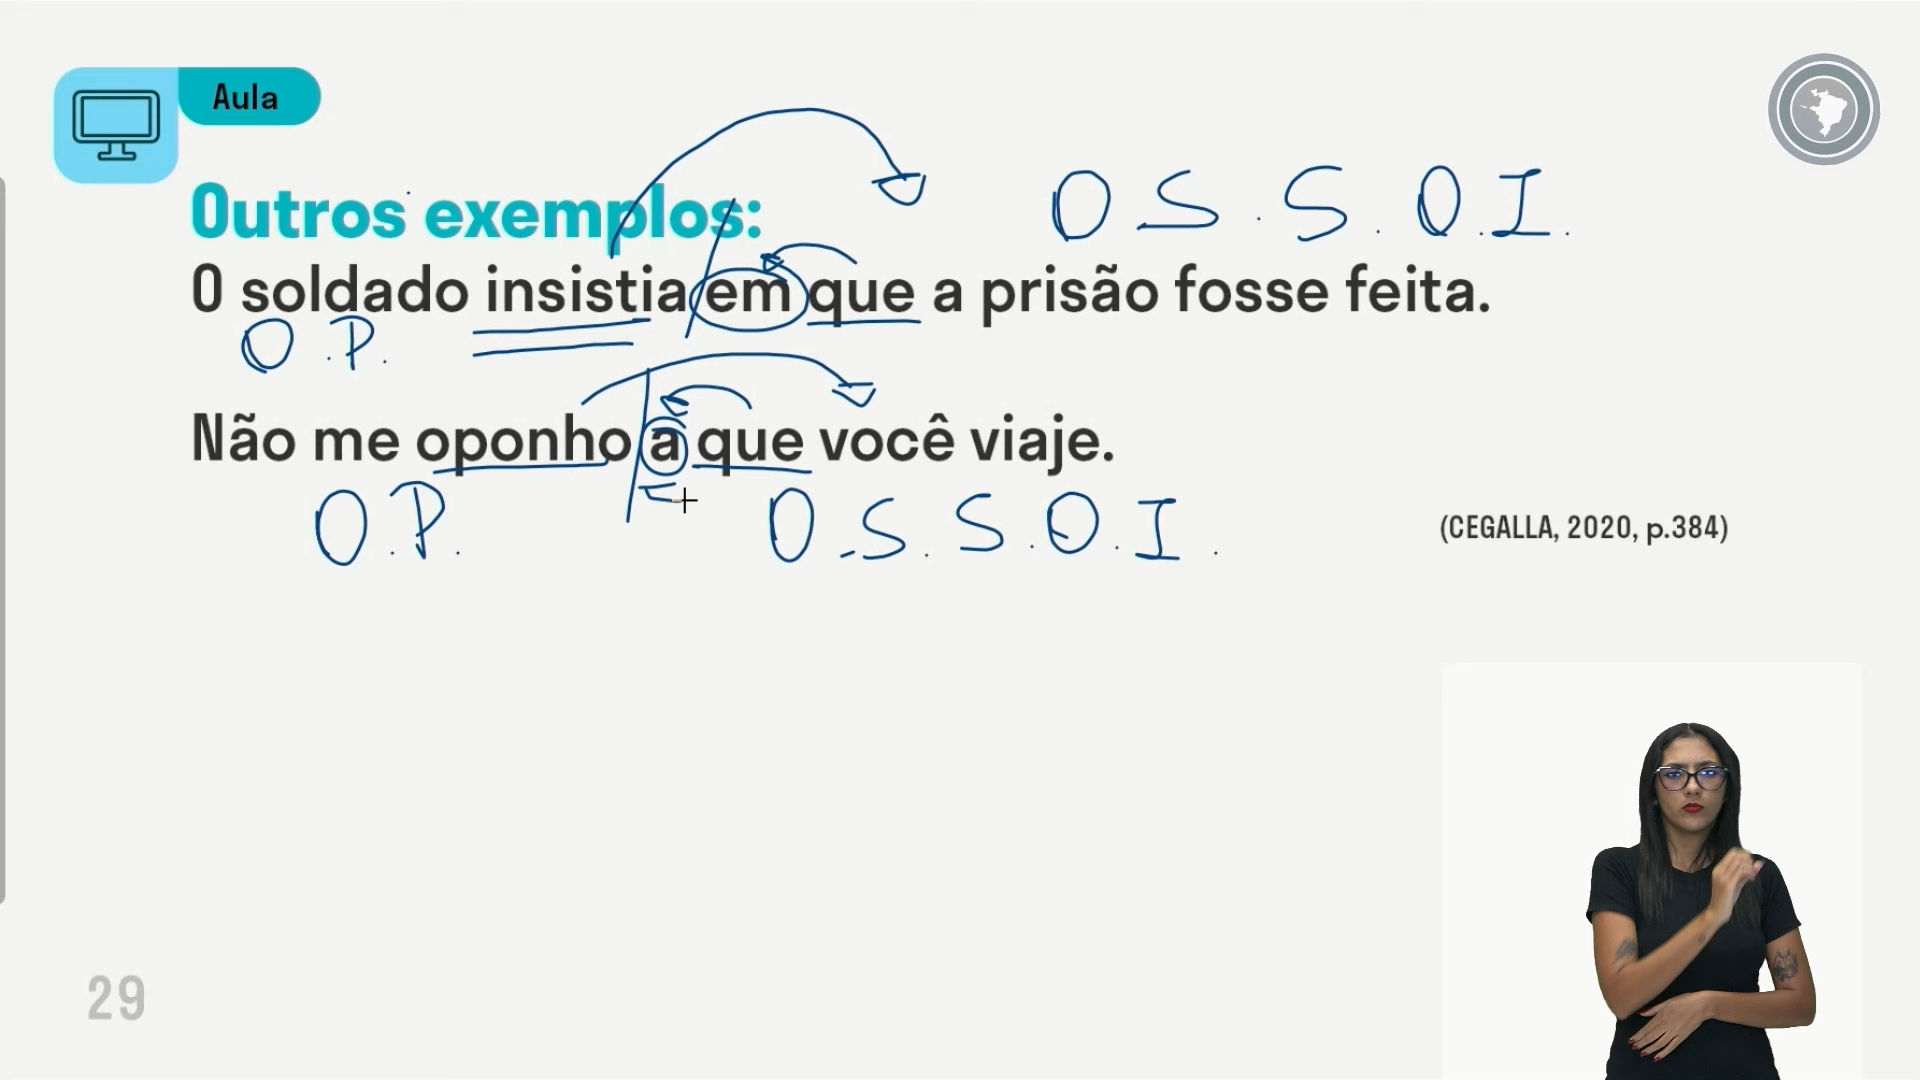 Aula
Outros exemplos:
O.S.S.O.I.
O soldado insistia em que a prisão fosse feita.
O.P.
Não me oponho a que você viaje.
O.P. O.S.S.O.I.
(CEGALLA, 2020, p.384)
29